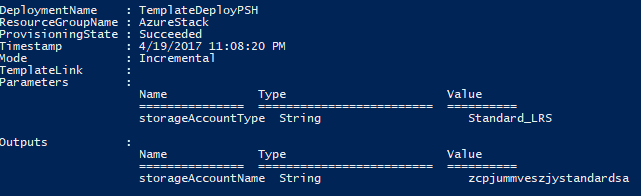 DeploymentName : TemplateDeployPSH
ResourceGroupName : AzureStack
ProvisioningState : Succeeded
Timestamp : 4/19/2017 11:08:20 PM
Mode : Incremental
TemplateLink :
Parameters :
Name Type Value
=============== ========================= ==========
storageAccountType String Standard_LRS
Outputs :
Name Type Value
=============== ========================= ==========
storageAccountName String zcpjummveszjystandardsa